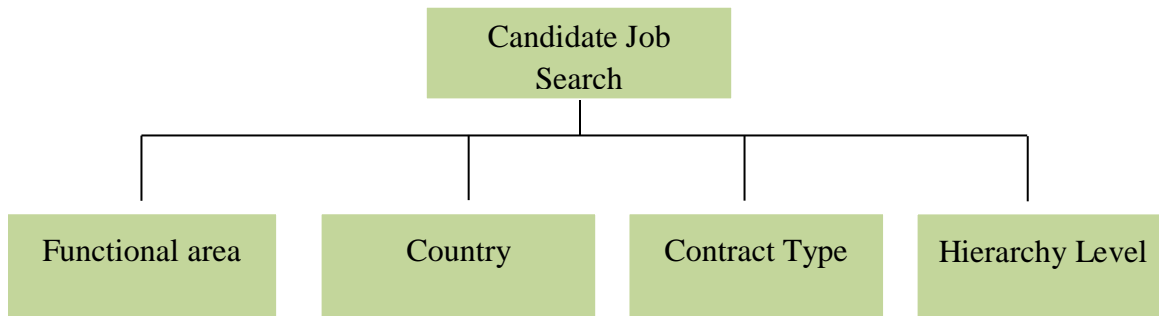 Candidate Job
Search
Functional area
Country
Contract Type
Hierarchy Level